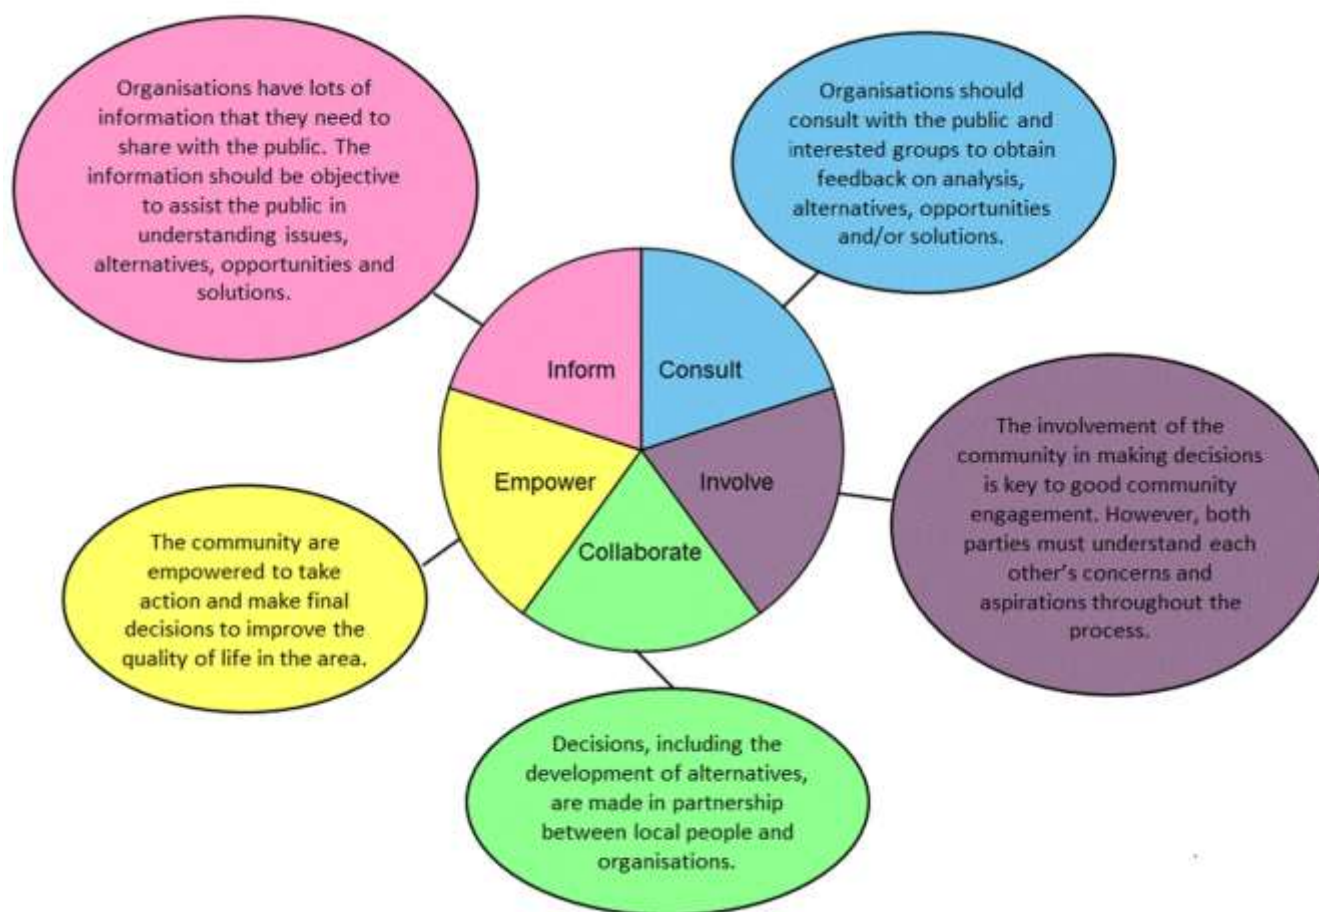 Organisations have lots of
information that they need to
share with the public. The
information should be objective
to assist the public in
understanding issues,
alternatives, opportunities and
solutions.
Organisations should
consult with the public and
interested groups to obtain
feedback on analysis,
alternatives, opportunities
and/or solutions.
Inform
Consult
Empower
Involve
Collaborate
The involvement of the
community in making decisions
is key to good community
engagement. However, both
parties must understand each
other's concerns and
aspirations throughout the
process.
The community are
empowered to take
action and make final
decisions to improve the
quality of life in the area.
Decisions, including the
development of alternatives,
are made in partnership
between local people and
organisations.